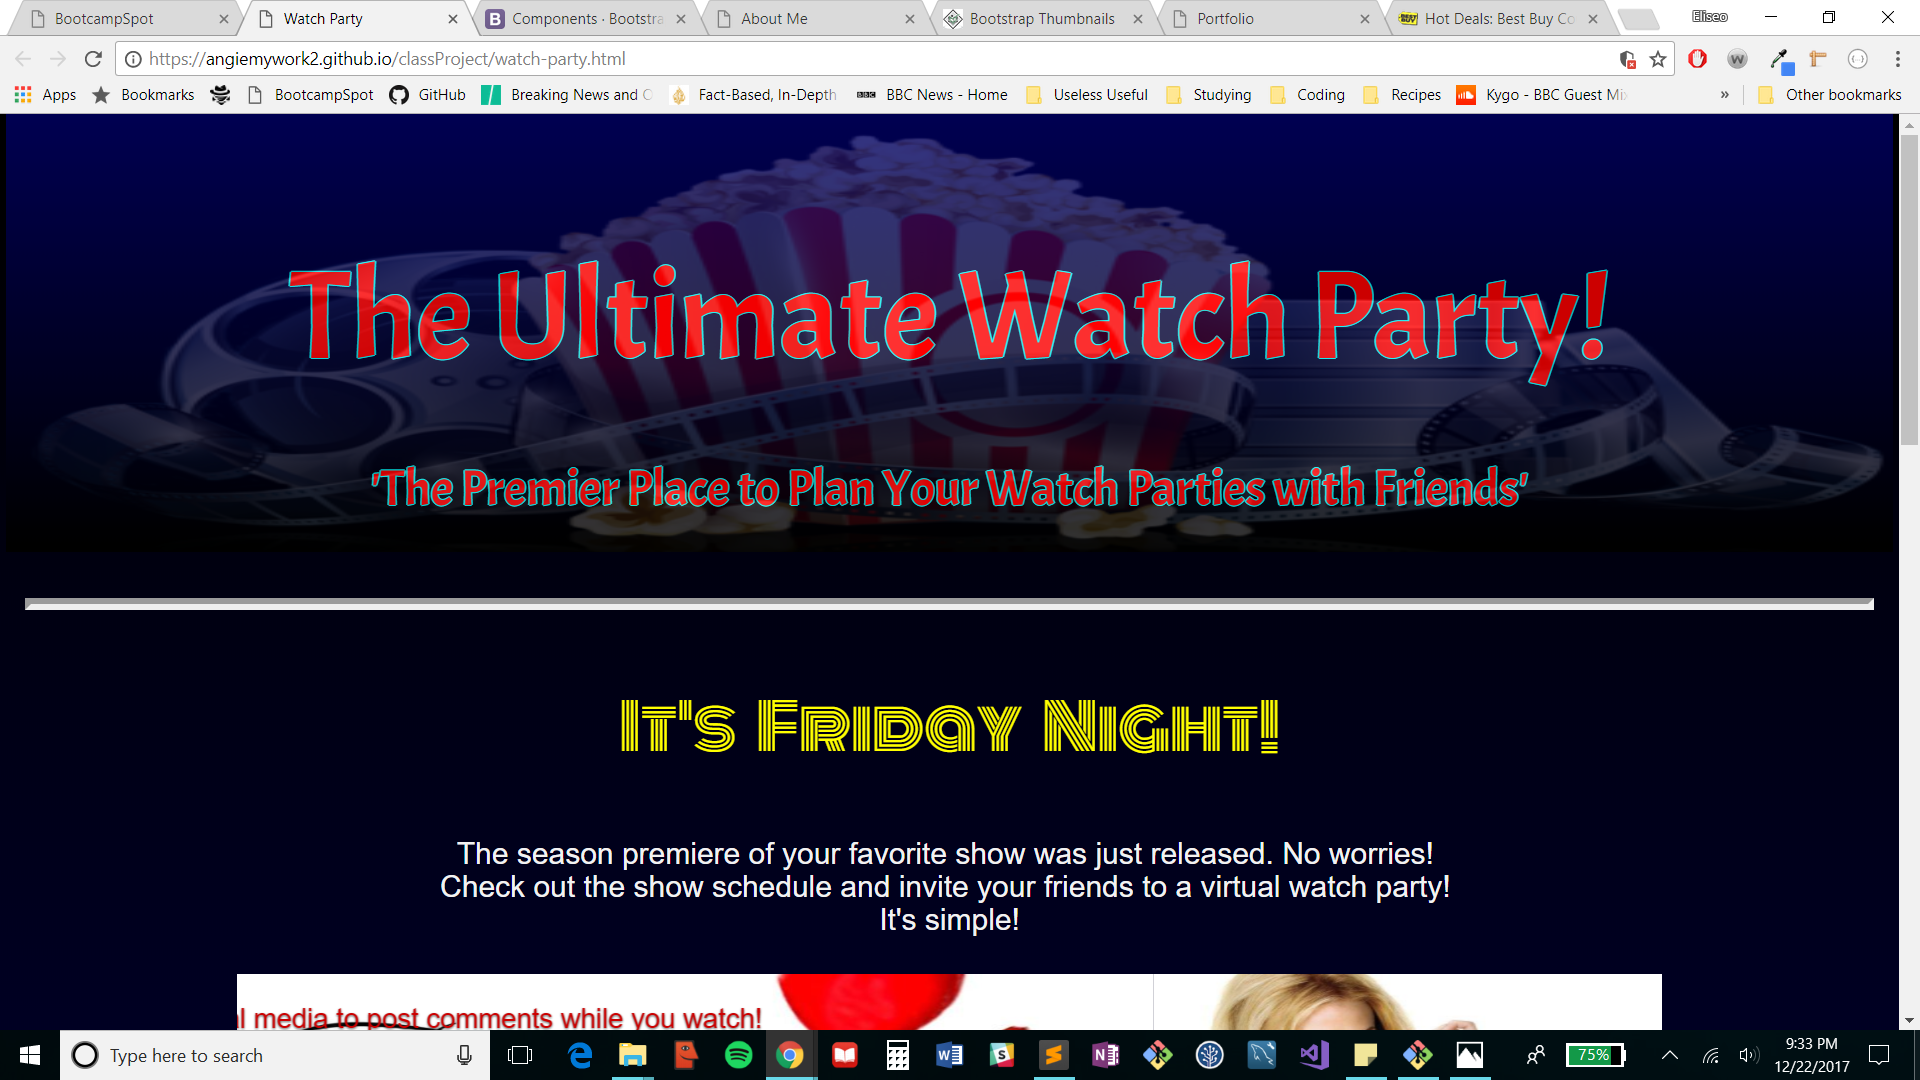 BootcampSpot
Watch Party
Components · Bootstra
About Me
Bootstrap Thumbnails
Portfolio
Hot Deals: Best Buy Co
Eliseo
https://angiemywork2.github.io/classProject/watch-party.html
Apps
Bookmarks
BootcampSpot
GitHub
Breaking News and O
Fact-Based, In-Depth
BBC News - Home
Useless Useful
Studying
Coding
Recipes
Kygo - BBC Guest Mix
»
Other bookmarks
The Ultimate Watch Party!
'The Premier Place to Plan Your Watch Parties with Friends'
It's Friday Night!
The season premiere of your favorite show was just released. No worries!
Check out the show schedule and invite your friends to a virtual watch party!
It's simple!
l media to post comments while you watch!
Type here to search
75%
9:33 PM
12/22/2017